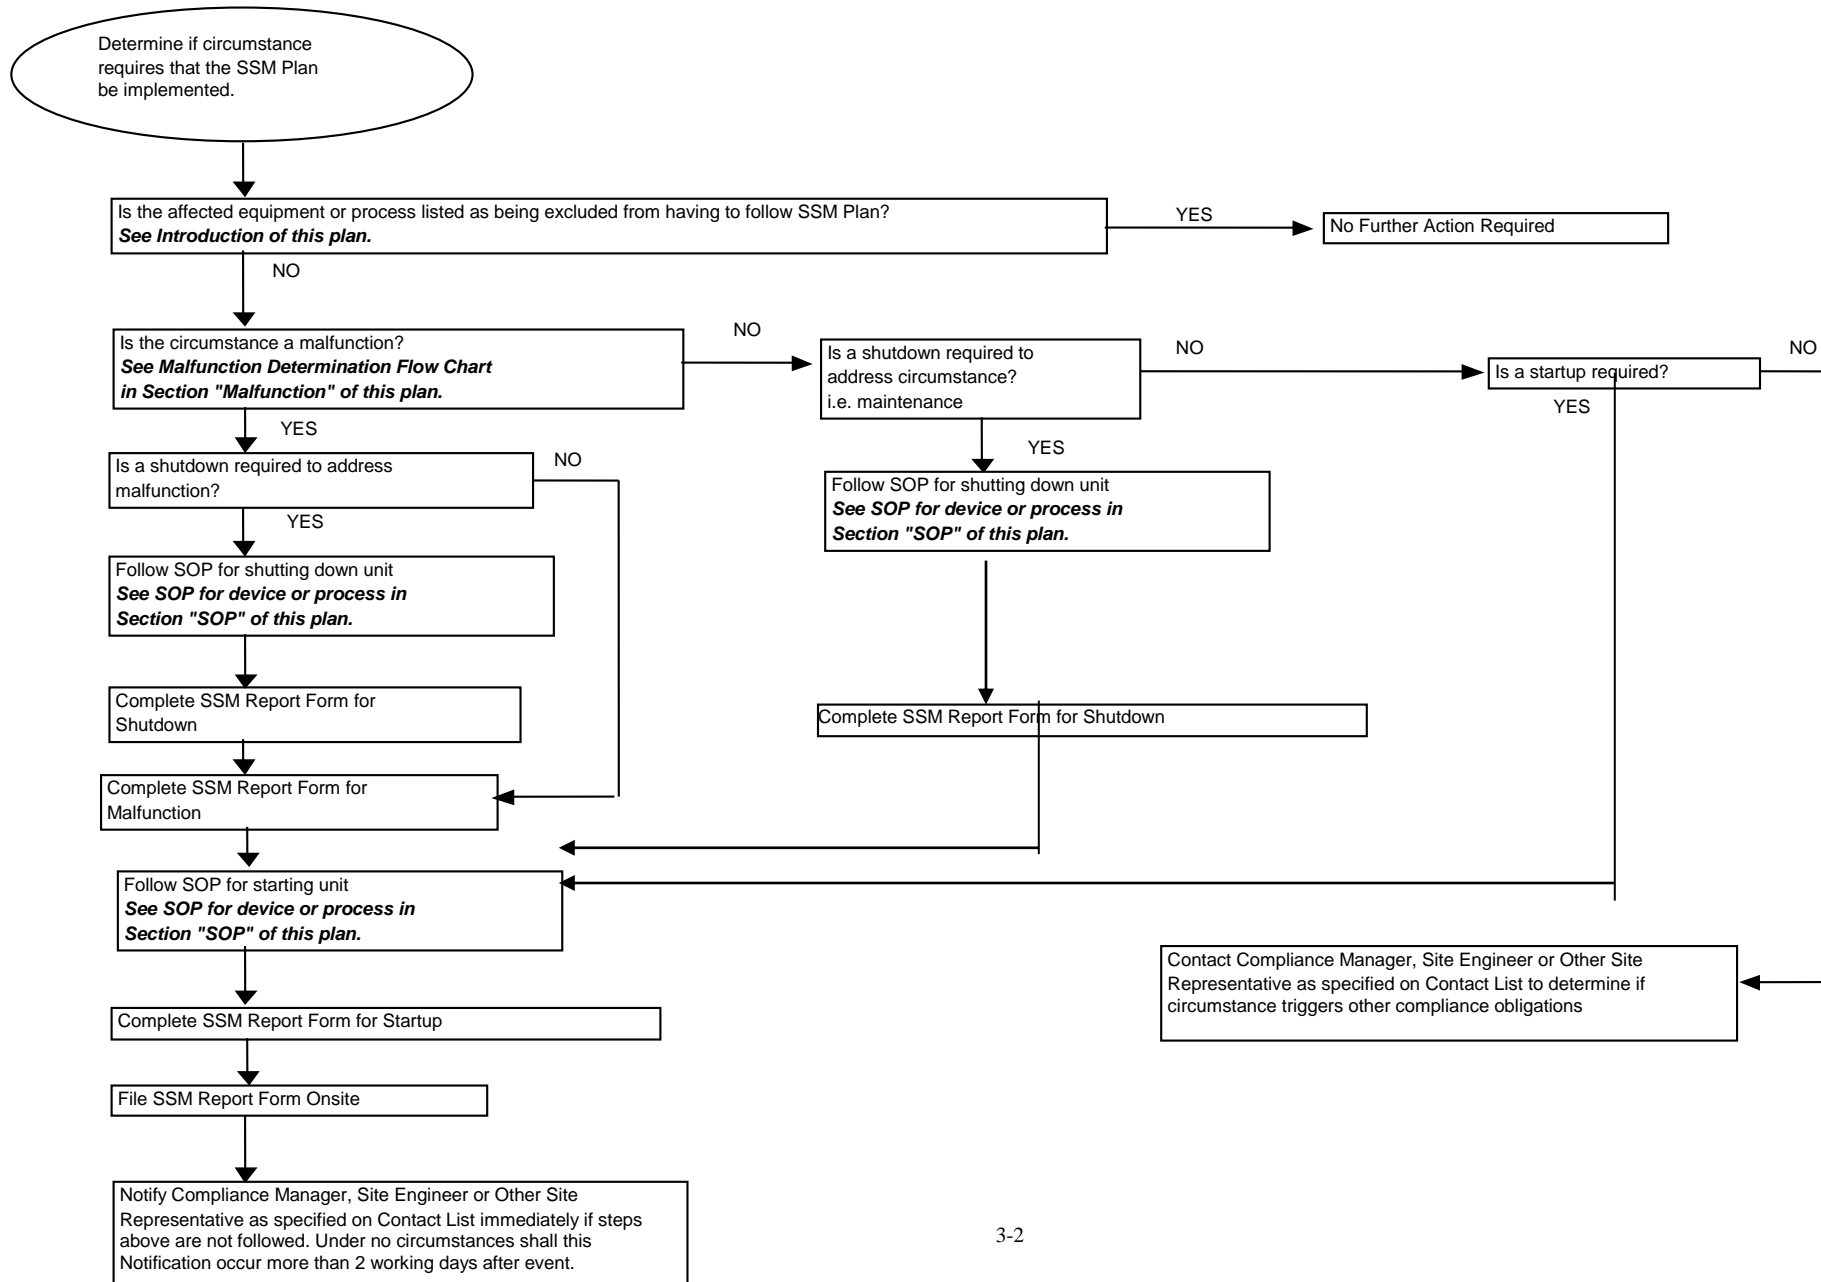 Determine if circumstance
requires that the SSM Plan
be implemented.
Is the affected equipment or process listed as being excluded from having to follow SSM Plan?
See Introduction of this plan.
YES
No Further Action Required
NO
Is the circumstance a malfunction?
See Malfunction Determination Flow Chart
in Section "Malfunction" of this plan.
NO
Is a shutdown required to
address circumstance?
i.e. maintenance
NO
Is a startup required?
NO
YES
YES
YES
Is a shutdown required to address
malfunction?
NO
YES
Follow SOP for shutting down unit
See SOP for device or process in
Section "SOP" of this plan.
Follow SOP for shutting down unit
See SOP for device or process in
Section "SOP" of this plan.
Complete SSM Report Form for
Shutdown
Complete SSM Report Form for Shutdown
Complete SSM Report Form for
Malfunction
Follow SOP for starting unit
See SOP for device or process in
Section "SOP" of this plan.
Contact Compliance Manager, Site Engineer or Other Site
Representative as specified on Contact List to determine if
circumstance triggers other compliance obligations
Complete SSM Report Form for Startup
File SSM Report Form Onsite
Notify Compliance Manager, Site Engineer or Other Site
Representative as specified on Contact List immediately if steps
above are not followed. Under no circumstances shall this
Notification occur more than 2 working days after event.
3-2